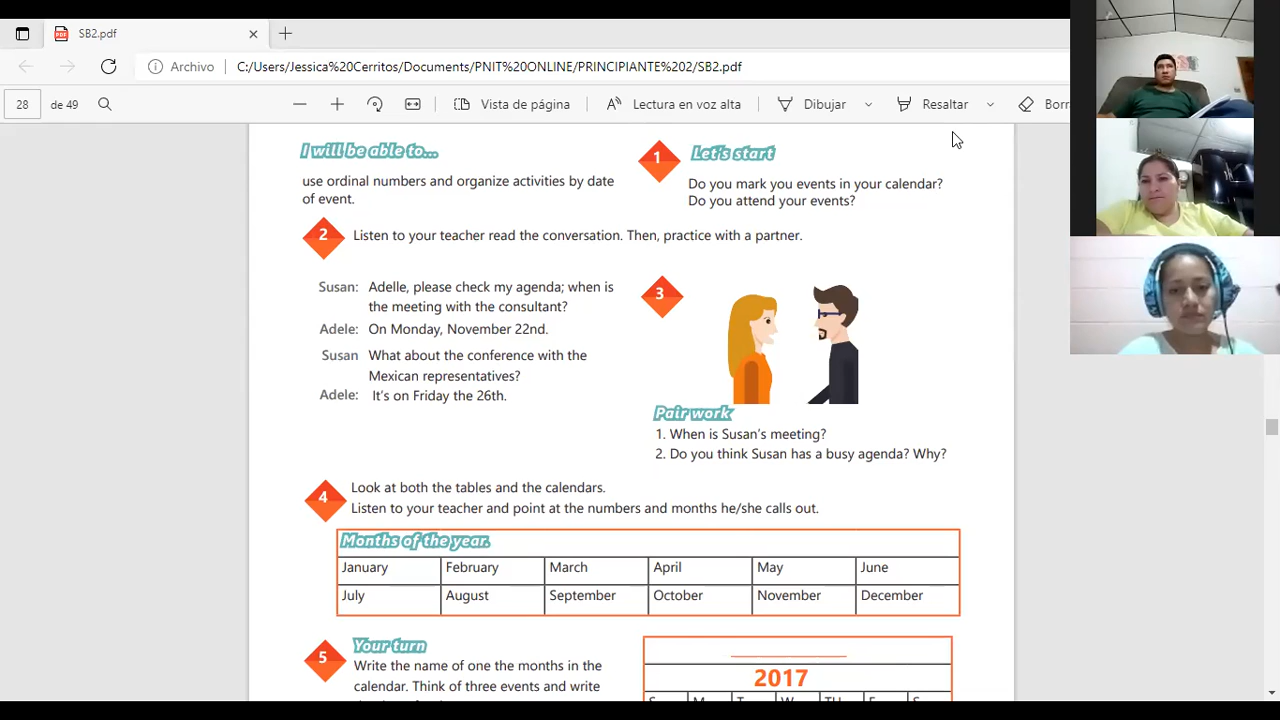 SB2.pdf
Archivo
C:/Users/Jessica%20Cerritos/Documents/PNIT%20ONLINE/PRINCIPIANTE%202/SB2.pdf
28 de 49
Vista de página
Lectura en voz alta
Dibujar
Resaltar
Borr
I will be able to...
use ordinal numbers and organize activities by date
of event.
1 Let's start
Do you mark you events in your calendar?
Do you attend your events?
2 Listen to your teacher read the conversation. Then, practice with a partner.
Susan: Adelle, please check my agenda; when is
the meeting with the consultant?
Adele: On Monday, November 22nd.
Susan What about the conference with the
Mexican representatives?
Adele: It's on Friday the 26th.
3
Pair work
1. When is Susan's meeting?
2. Do you think Susan has a busy agenda? Why?
4 Look at both the tables and the calendars.
Listen to your teacher and point at the numbers and months he/she calls out.
Months of the year.
January February March April May June
July August September October November December
5 Your turn
Write the name of one the months in the
calendar. Think of three events and write
2017
S M T W TH F S